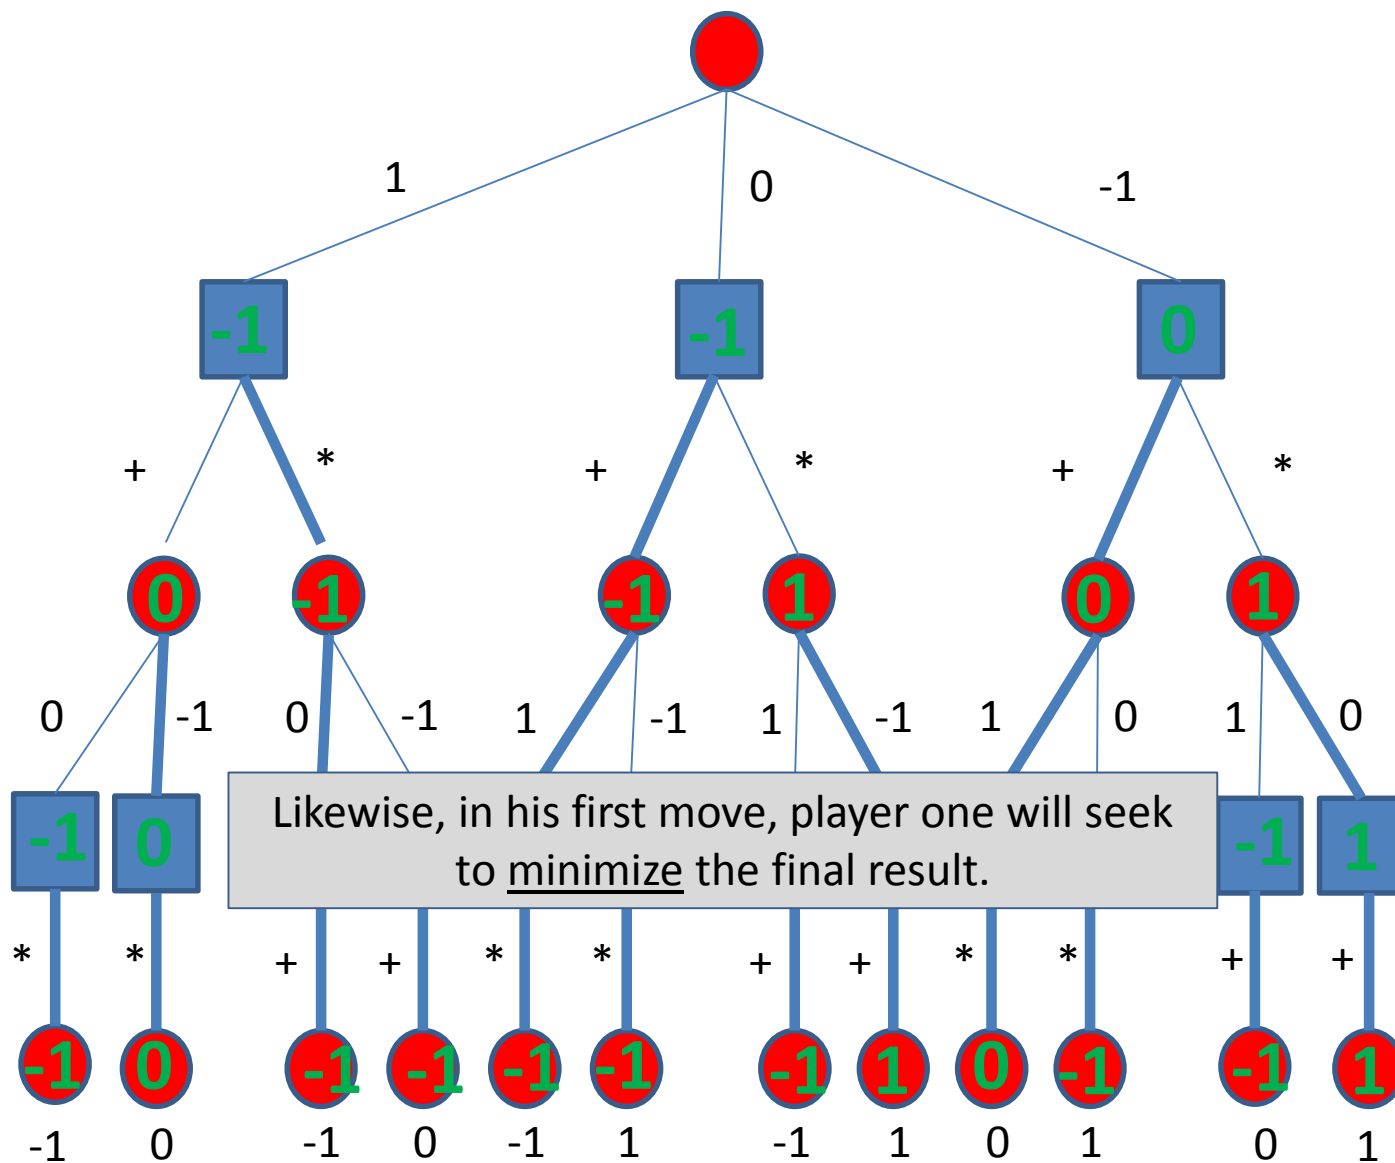 1 0 -1
-1 -1 0
+ * + * + *
0 -1 -1 1 0 1
0 -1 0 -1 1 -1 1 -1 1 0 1 0
-1 0 Likewise, in his first move, player one will seek -1 1
to minimize the final result.
* * + + * * + + * * + +
-1 0 -1 -1 -1 -1 -1 1 0 -1 -1 1
-1 0 -1 0 -1 1 -1 1 0 1 0 1